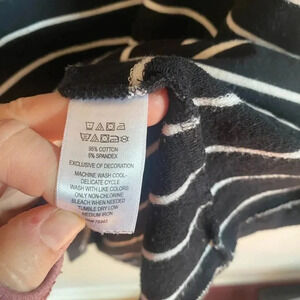 95% COTTON
5% SPANDEX
EXCLUSIVE OF DECORATION
MACHINE WASH COOL-
DELICATE CYCLE
WASH WITH LIKE COLORS
ONLY NON-CHLORINE
BLEACH WHEN NEEDED
TUMBLE DRY LOW
MEDIUM IRON